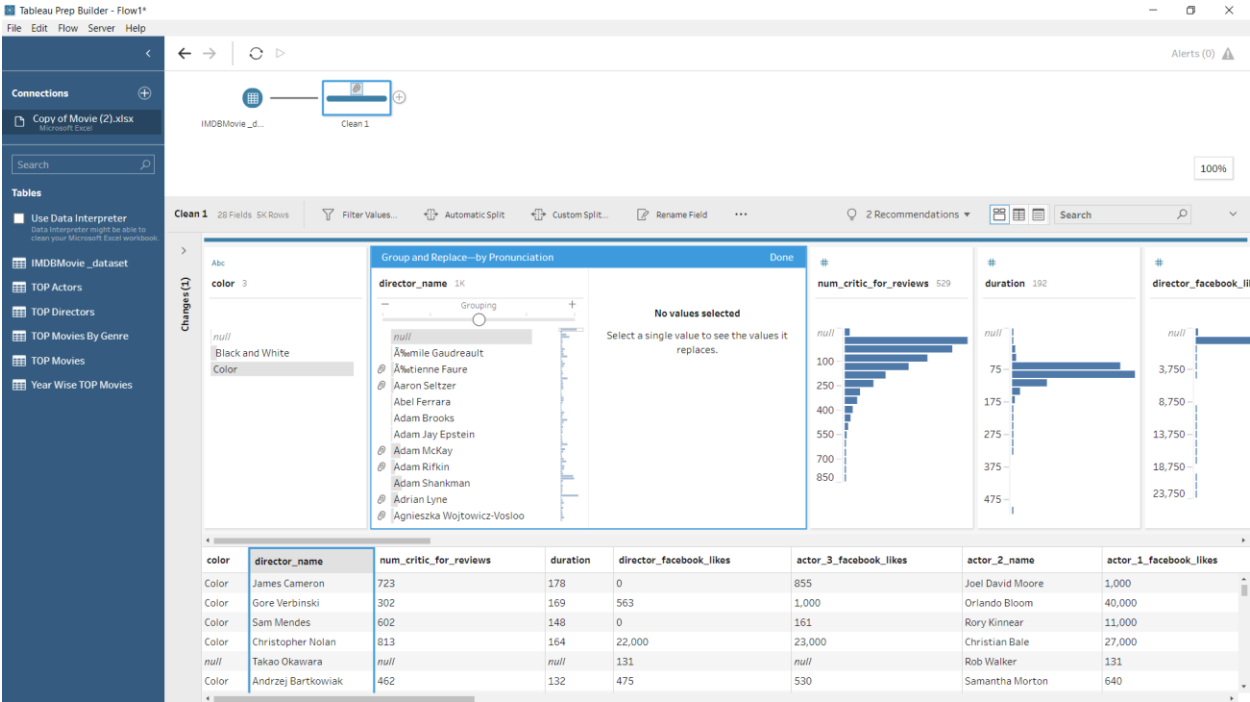 Tableau Prep Builder - Flow1*
File Edit Flow Server Help
Alerts (0)
Connections
Copy of Movie (2).xlsx
Microsoft Excel
IMDBMovie _d...
Clean 1
Search
100%
Tables
Use Data Interpreter
Data Interpreter might be able to
clean your Microsoft Excel workbook.
IMDBMovie _dataset
TOP Actors
TOP Directors
TOP Movies By Genre
TOP Movies
Year Wise TOP Movies
Clean 1 28 Fields 5K Rows Filter Values... Automatic Split Custom Split... Rename Field ... 2 Recommendations Search
Changes (1)
Abc
color 3
null
Black and White
Color
Group and Replace—by Pronunciation Done
director_name 1K
Grouping
null
Ã‰mile Gaudreault
Ã‰tienne Faure
Aaron Seltzer
Abel Ferrara
Adam Brooks
Adam Jay Epstein
Adam McKay
Adam Rifkin
Adam Shankman
Adrian Lyne
Agnieszka Wojtowicz-Vosloo
No values selected
Select a single value to see the values it
replaces.
#
num_critic_for_reviews 529
null
100
250
400
550
700
850
#
duration 192
null
75
175
275
375
475
#
director_facebook_li
null
3,750
8,750
13,750
18,750
23,750
color director_name num_critic_for_reviews duration director_facebook_likes actor_3_facebook_likes actor_2_name actor_1_facebook_likes
Color James Cameron 723 178 0 855 Joel David Moore 1,000
Color Gore Verbinski 302 169 563 1,000 Orlando Bloom 40,000
Color Sam Mendes 602 148 0 161 Rory Kinnear 11,000
Color Christopher Nolan 813 164 22,000 23,000 Christian Bale 27,000
null Takao Okawara null null 131 null Rob Walker 131
Color Andrzej Bartkowiak 462 132 475 530 Samantha Morton 640